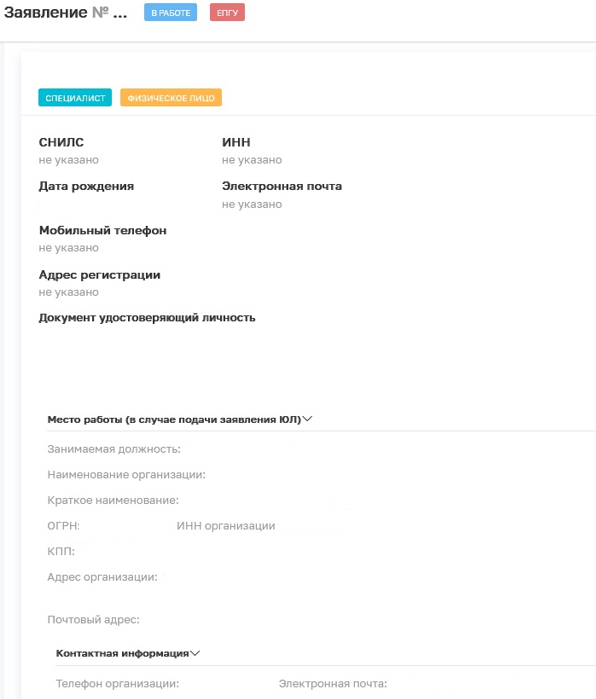 Заявление № ... В РАБОТЕ ЕПГУ
СПЕЦИАЛИСТ ФИЗИЧЕСКОЕ ЛИЦО
СНИЛС ИНН
не указано не указано
Дата рождения Электронная почта
не указано
Мобильный телефон
не указано
Адрес регистрации
не указано
Документ удостоверяющий личность
Место работы (в случае подачи заявления ЮЛ)
Занимаемая должность:
Наименование организации:
Краткое наименование:
ОГРН: ИНН организации
КПП:
Адрес организации:
Почтовый адрес:
Контактная информация
Телефон организации: Электронная почта: